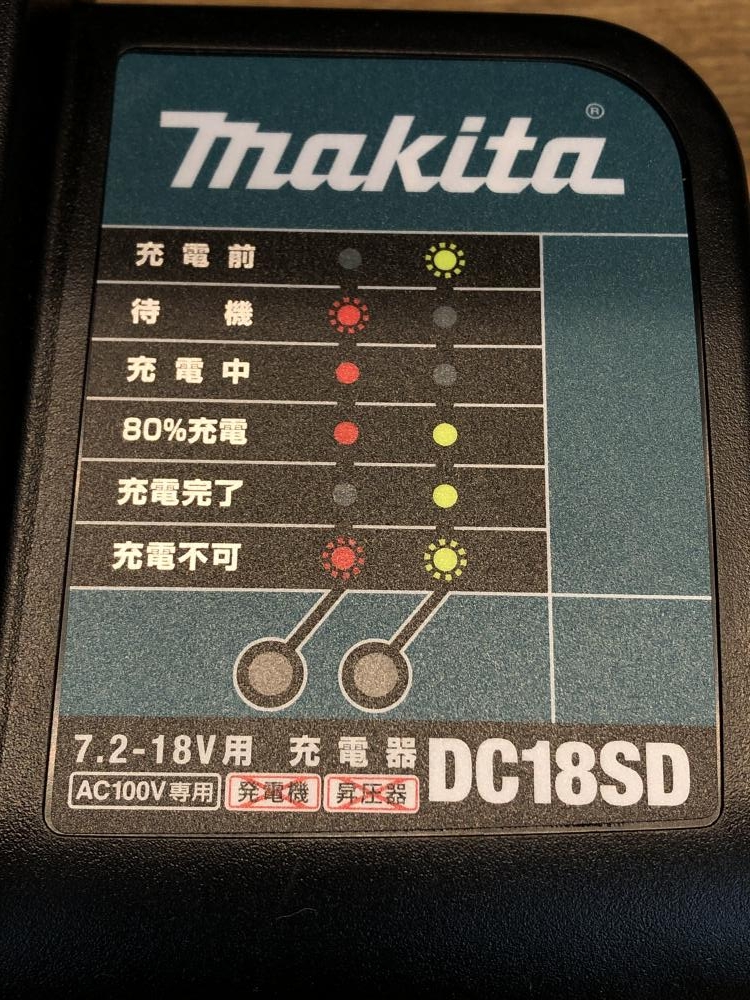 makita®
充電前
待機
充電中
80%充電
充電完了
充電不可
7.2-18V用 充電器 DC18SD
AC100V専用 発電機 昇圧器